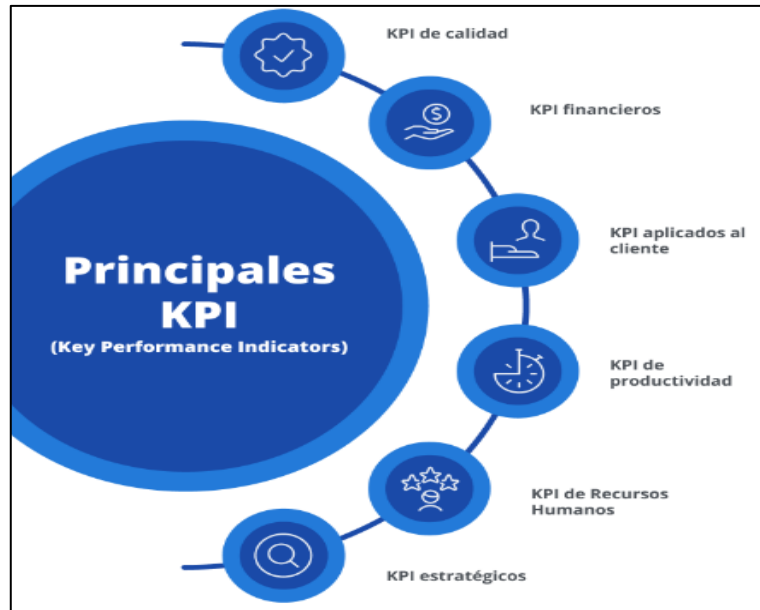 KPI de calidad
KPI financieros
KPI aplicados al
cliente
Principales
KPI
(Key Performance Indicators)
KPI de
productividad
KPI de Recursos
Humanos
KPI estratégicos